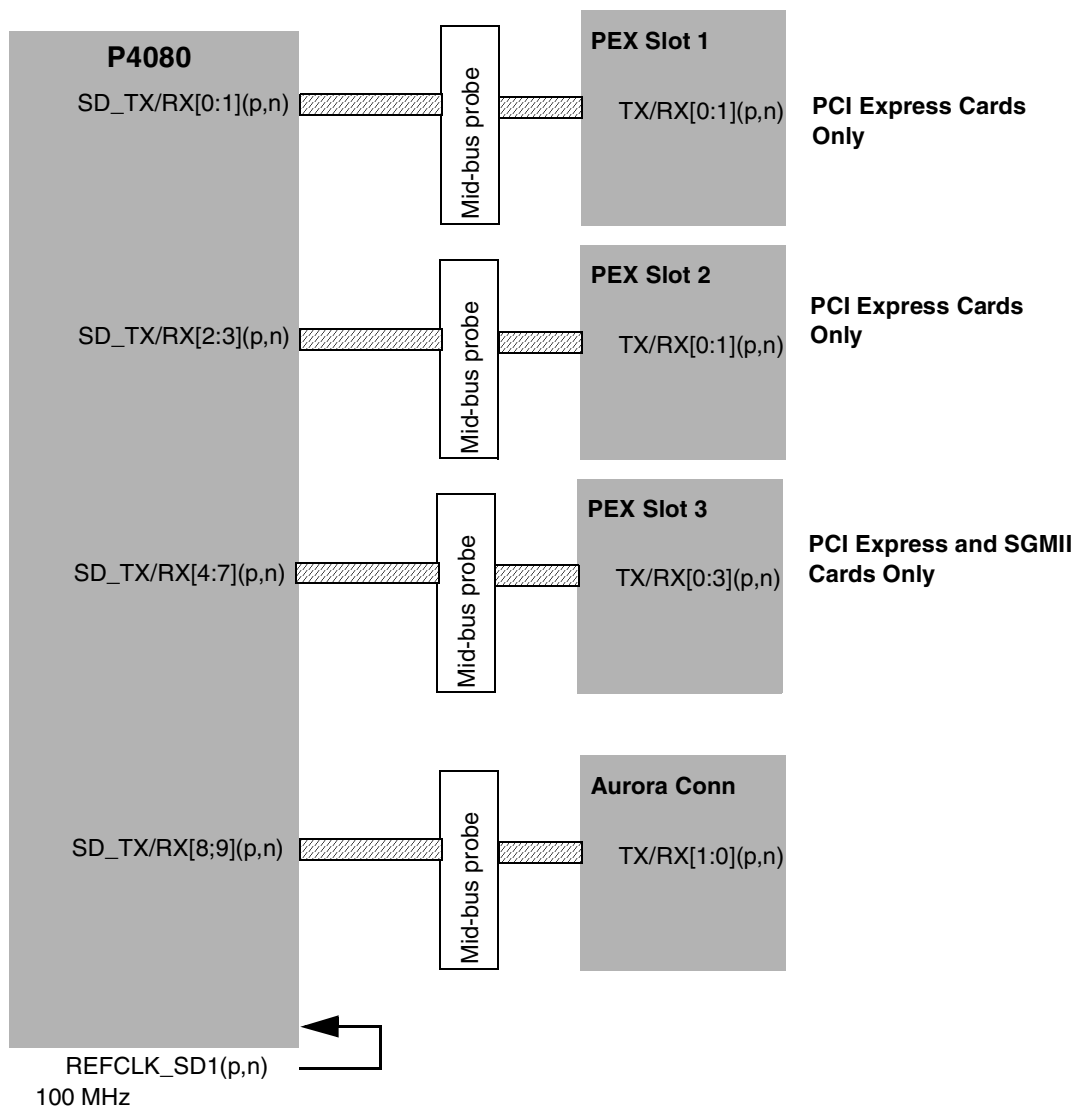 P4080
SD_TX/RX[0:1](p,n)
Mid-bus probe
PEX Slot 1
TX/RX[0:1](p,n)
PCI Express Cards
Only
SD_TX/RX[2:3](p,n)
Mid-bus probe
PEX Slot 2
TX/RX[0:1](p,n)
PCI Express Cards
Only
SD_TX/RX[4:7](p,n)
Mid-bus probe
PEX Slot 3
TX/RX[0:3](p,n)
PCI Express and SGMII
Cards Only
SD_TX/RX[8;9](p,n)
Mid-bus probe
Aurora Conn
TX/RX[1:0](p,n)
REFCLK_SD1(p,n)
100 MHz